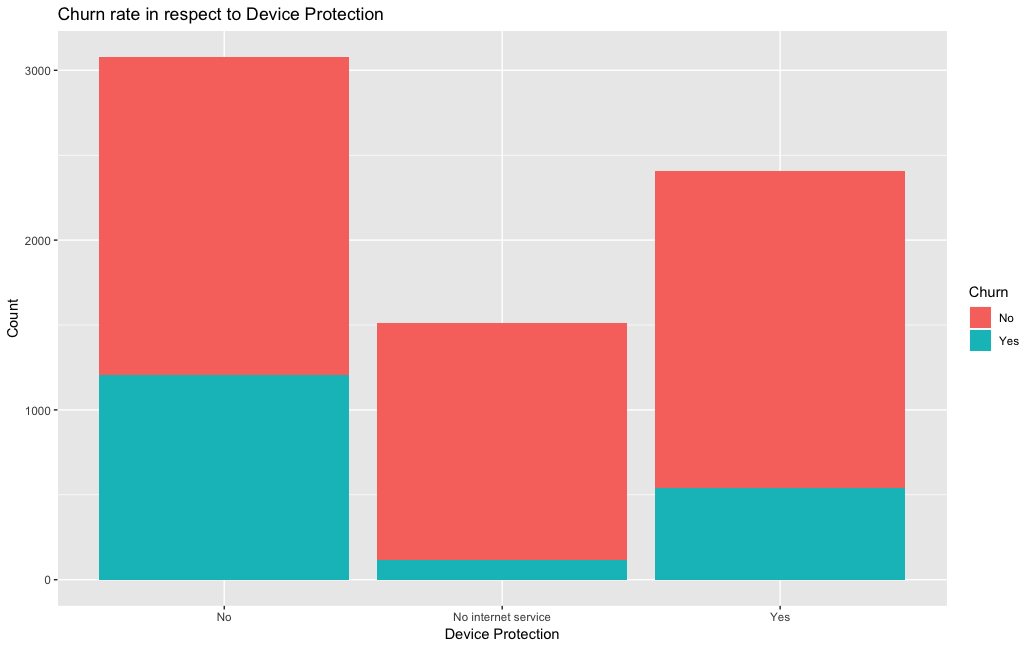 Churn rate in respect to Device Protection
3000
2000
1000
0
Count
No
No internet service
Yes
Device Protection
Churn
No
Yes